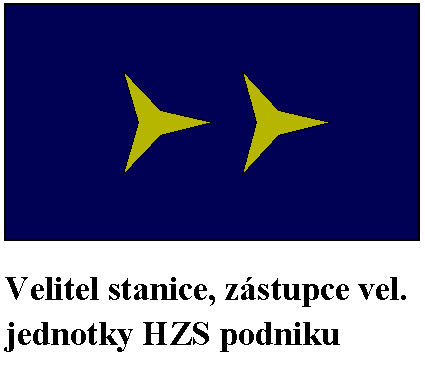 Velitel stanice, zástupce vel.
jednotky HZS podniku